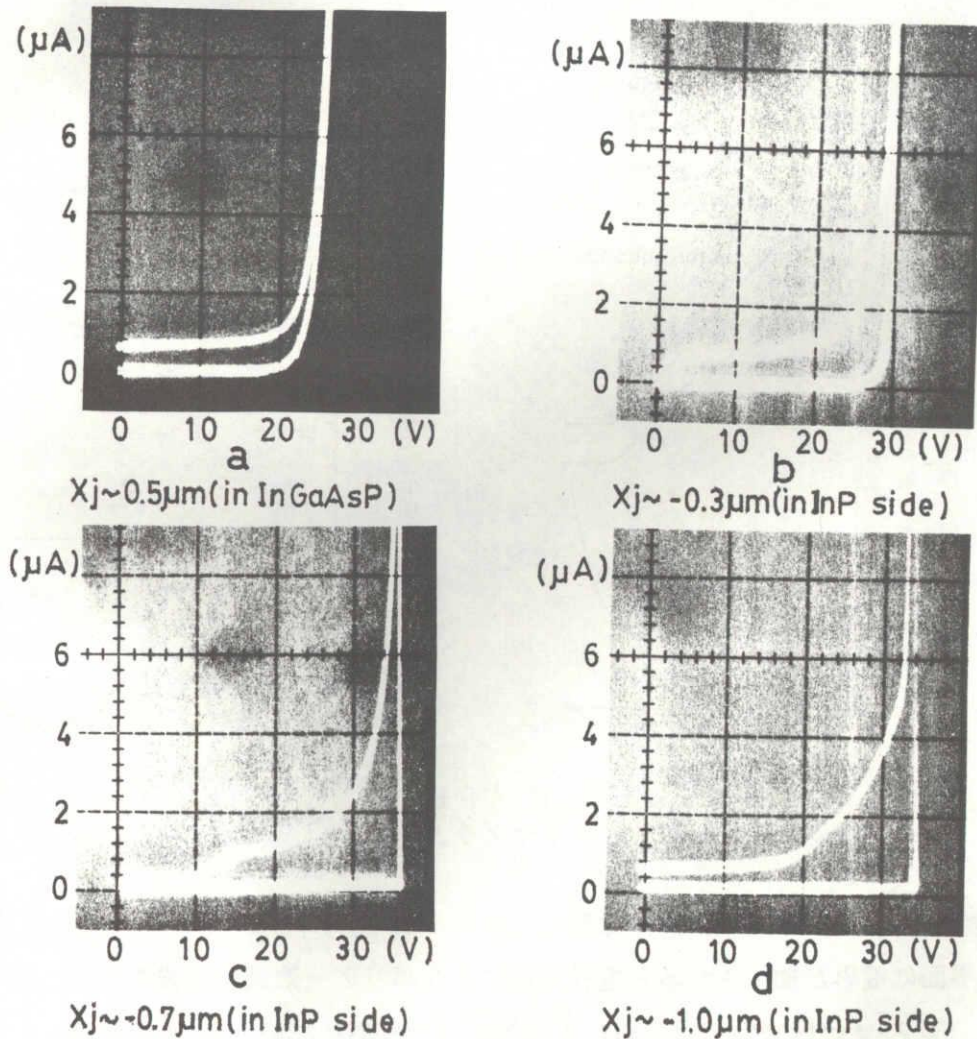 (μA)
6
4
2
0
0 10 20 30 (V)
a
Xj~0.5μm(in InGaAsP)
(μA)
6
4
2
0
0 10 20 30 (V)
b
Xj~ -0.3μm(in InP side)
(μA)
6
4
2
0
0 10 20 30 (V)
c
Xj~ -0.7μm(in InP side)
(μA)
6
4
2
0
0 10 20 30 (V)
d
Xj~ -1.0μm(in InP side)